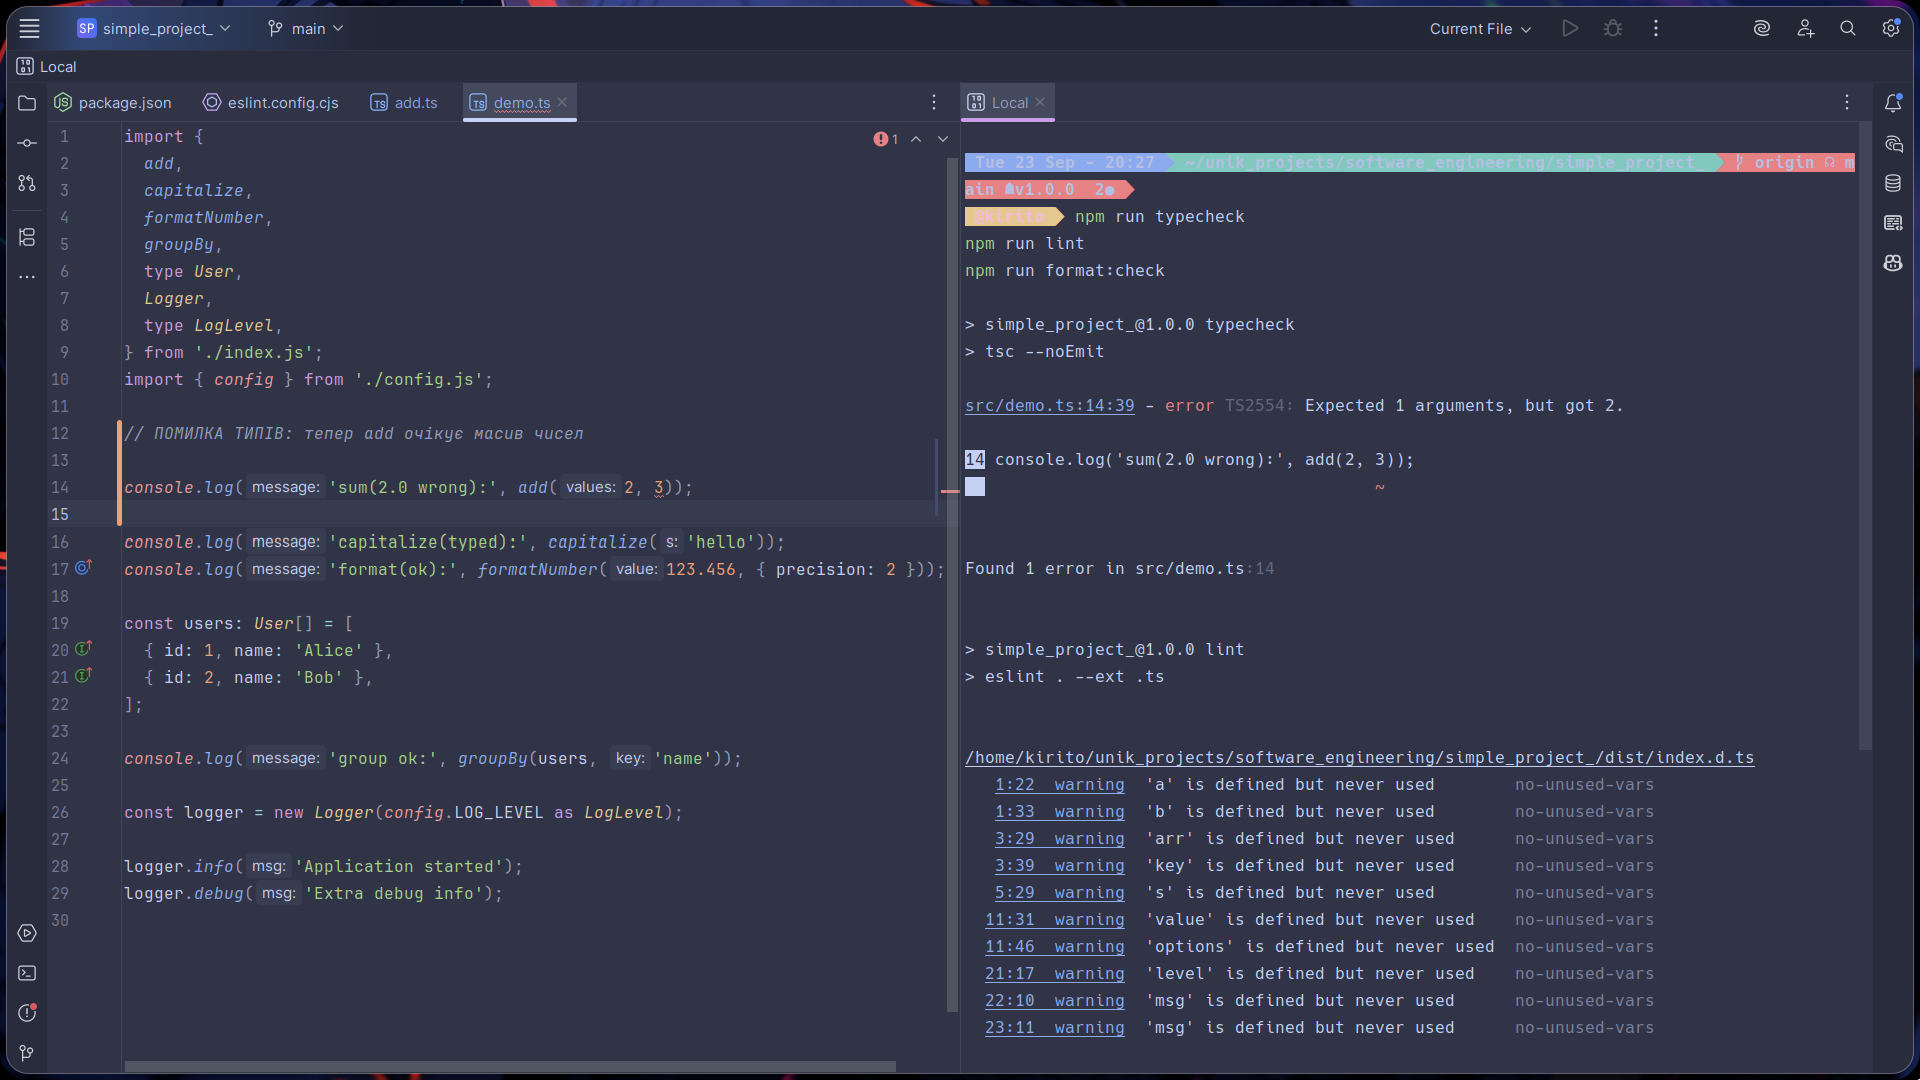 SP simple_project_ main Current File
Local
package.json eslint.config.cjs add.ts demo.ts
1 import {
2 add,
3 capitalize,
4 formatNumber,
5 groupBy,
6 type User,
7 Logger,
8 type LogLevel,
9 } from './index.js';
10 import { config } from './config.js';
11
12 // ПОМИЛКА ТИПІВ: тепер add очікує масив чисел
13
14 console.log( message: 'sum(2.0 wrong):', add( values: 2, 3));
15
16 console.log( message: 'capitalize(typed):', capitalize( s: 'hello'));
17 console.log( message: 'format(ok):', formatNumber( value: 123.456, { precision: 2 }));
18
19 const users: User[] = [
20 { id: 1, name: 'Alice' },
21 { id: 2, name: 'Bob' },
22 ];
23
24 console.log( message: 'group ok:', groupBy(users, key: 'name'));
25
26 const logger = new Logger(config.LOG_LEVEL as LogLevel);
27
28 logger.info( msg: 'Application started');
29 logger.debug( msg: 'Extra debug info');
30
1
Local
Tue 23 Sep - 20:27 ~/unik_projects/software_engineering/simple_project_ origin m
ain v1.0.0 2●
@kirito npm run typecheck
npm run lint
npm run format:check
> simple_project_@1.0.0 typecheck
> tsc --noEmit
src/demo.ts:14:39 - error TS2554: Expected 1 arguments, but got 2.
14 console.log('sum(2.0 wrong):', add(2, 3));
~
Found 1 error in src/demo.ts:14
> simple_project_@1.0.0 lint
> eslint . --ext .ts
/home/kirito/unik_projects/software_engineering/simple_project_/dist/index.d.ts
1:22 warning 'a' is defined but never used no-unused-vars
1:33 warning 'b' is defined but never used no-unused-vars
3:29 warning 'arr' is defined but never used no-unused-vars
3:39 warning 'key' is defined but never used no-unused-vars
5:29 warning 's' is defined but never used no-unused-vars
11:31 warning 'value' is defined but never used no-unused-vars
11:46 warning 'options' is defined but never used no-unused-vars
21:17 warning 'level' is defined but never used no-unused-vars
22:10 warning 'msg' is defined but never used no-unused-vars
23:11 warning 'msg' is defined but never used no-unused-vars